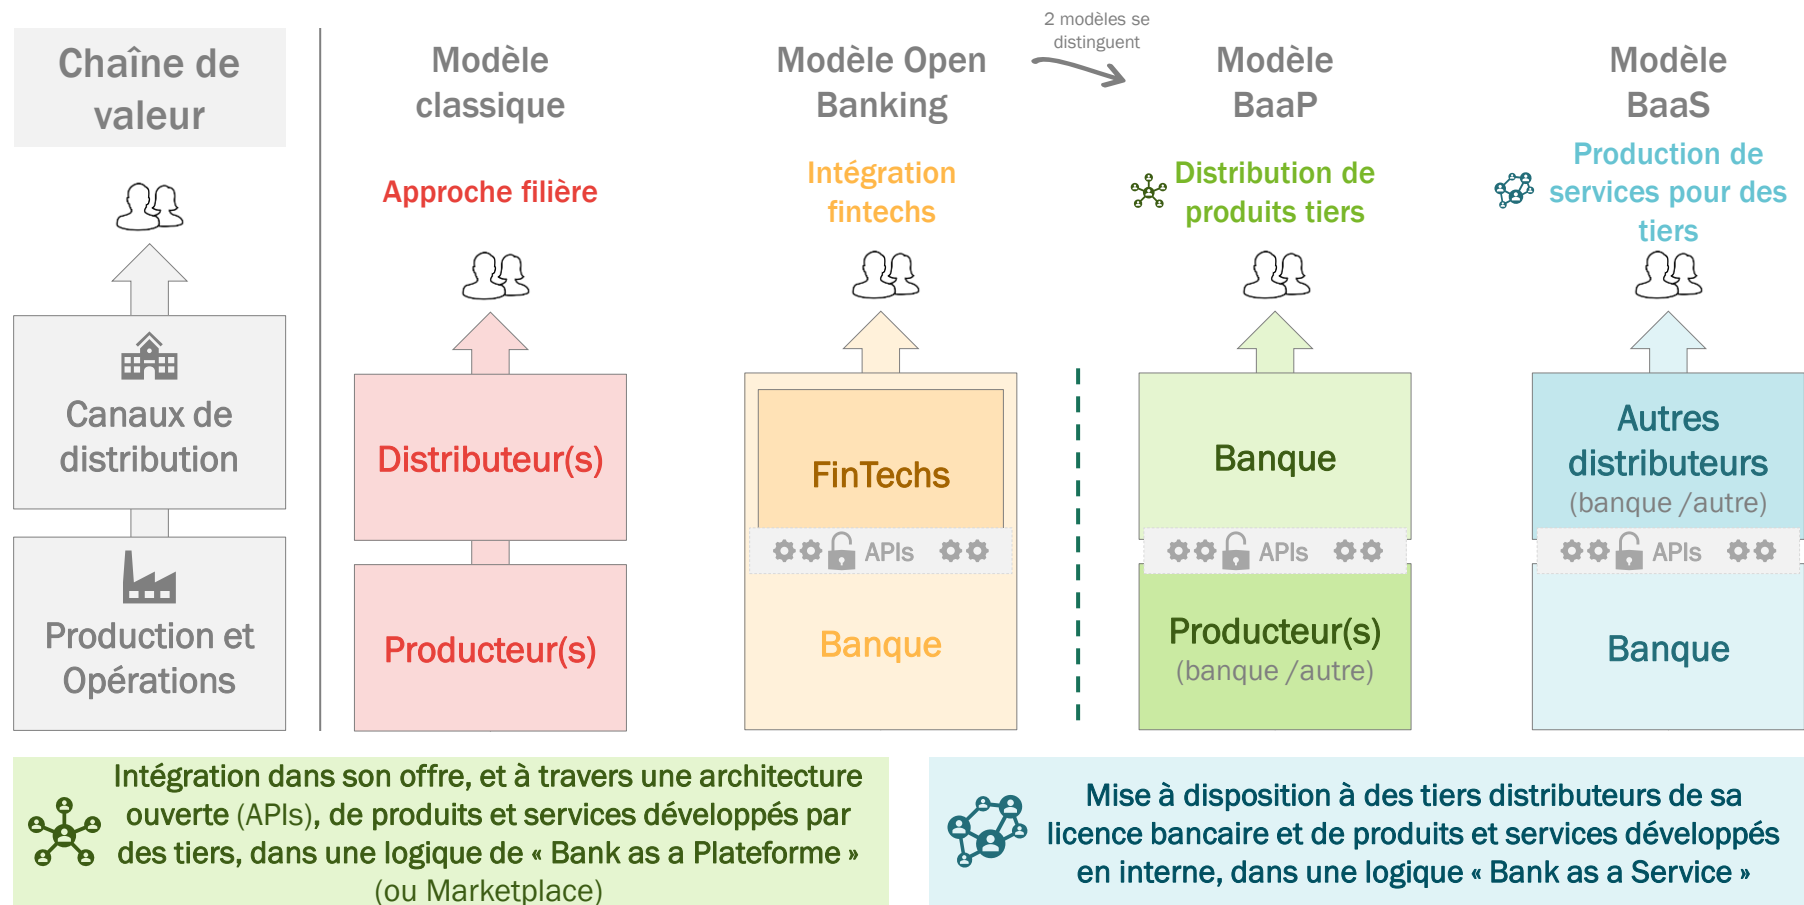 Chaîne de
valeur
Canaux de
distribution
Production et
Opérations
Modèle
classique
Approche filière
Distributeur(s)
Producteur(s)
Modèle Open
Banking
Intégration
fintechs
FinTechs
APIs
Banque
2 modèles se
distinguent
Modèle
BaaP
Distribution de
produits tiers
Banque
APIs
Producteur(s)
(banque /autre)
Modèle
BaaS
Production de
services pour des
tiers
Autres
distributeurs
(banque /autre)
APIs
Banque
Intégration dans son offre, et à travers une architecture
ouverte (APIs), de produits et services développés par
des tiers, dans une logique de « Bank as a Plateforme »
(ou Marketplace)
Mise à disposition à des tiers distributeurs de sa
licence bancaire et de produits et services développés
en interne, dans une logique « Bank as a Service »